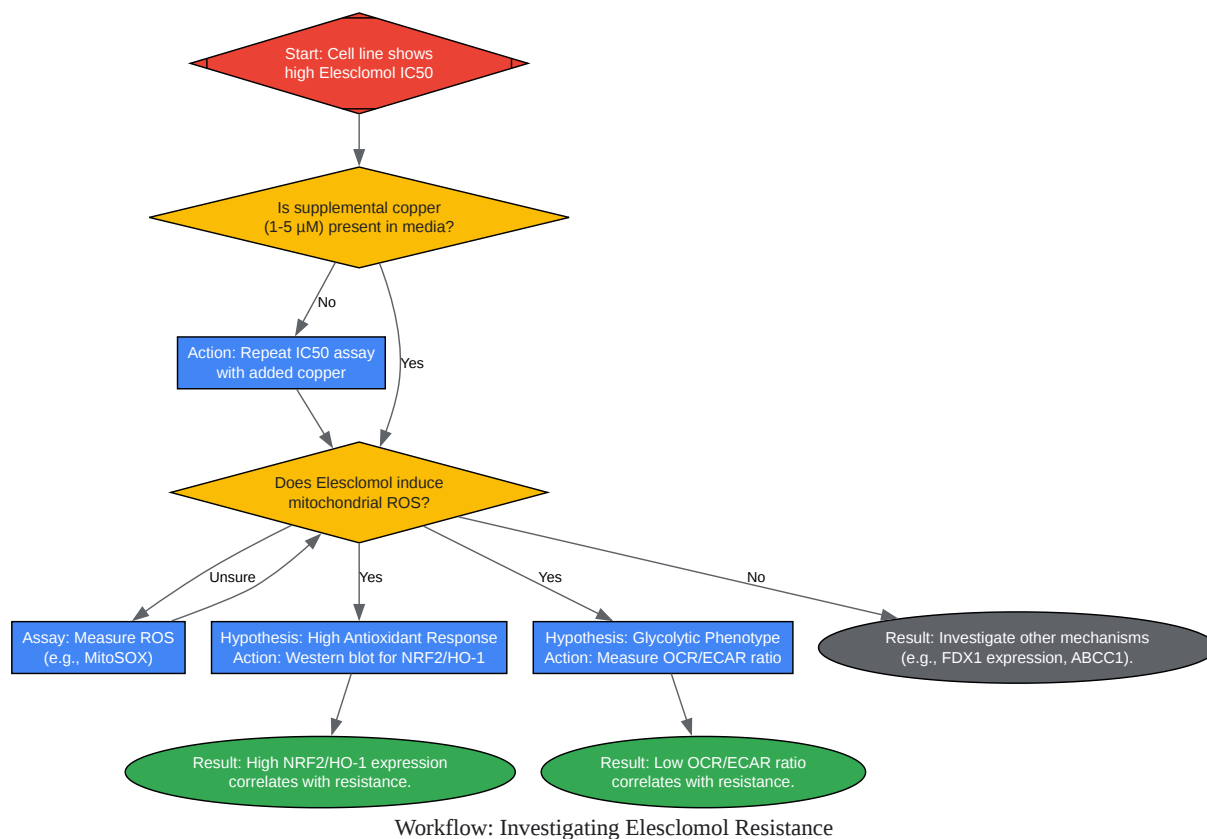 Start: Cell line shows
high Elesclomol IC50
Is supplemental copper
(1-5 µM) present in media?
No
Action: Repeat IC50 assay
with added copper
Yes
Does Elesclomol induce
mitochondrial ROS?
Unsure
Yes
Yes
No
Assay: Measure ROS
(e.g., MitoSOX)
Hypothesis: High Antioxidant Response
Action: Western blot for NRF2/HO-1
Hypothesis: Glycolytic Phenotype
Action: Measure OCR/ECAR ratio
Result: Investigate other mechanisms
(e.g., FDX1 expression, ABCC1).
Result: High NRF2/HO-1 expression
correlates with resistance.
Result: Low OCR/ECAR ratio
correlates with resistance.
Workflow: Investigating Elesclomol Resistance